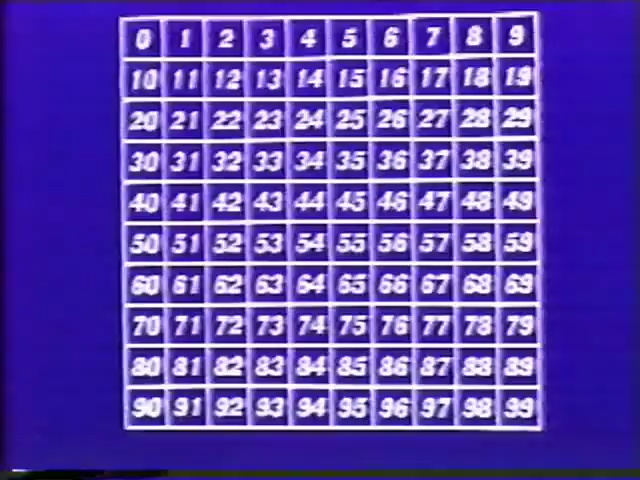 0 1 2 3 4 5 6 7 8 9
10 11 12 13 14 15 16 17 18 19
20 21 22 23 24 25 26 27 28 29
30 31 32 33 34 35 36 37 38 39
40 41 42 43 44 45 46 47 48 49
50 51 52 53 54 55 56 57 58 59
60 61 62 63 64 65 66 67 68 69
70 71 72 73 74 75 76 77 78 79
80 81 82 83 84 85 86 87 88 89
90 91 92 93 94 95 96 97 98 99